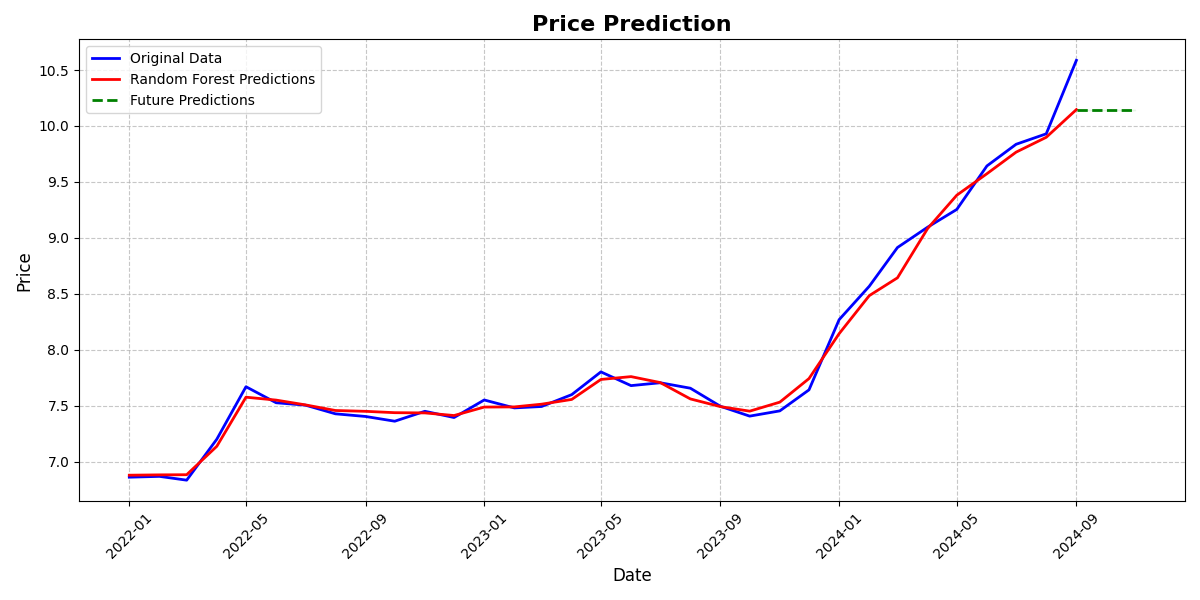 Price Prediction
Original Data
Random Forest Predictions
Future Predictions
Price
10.5
10.0
9.5
9.0
8.5
8.0
7.5
7.0
2022-01
2022-05
2022-09
2023-01
2023-05
2023-09
2024-01
2024-05
2024-09
Date